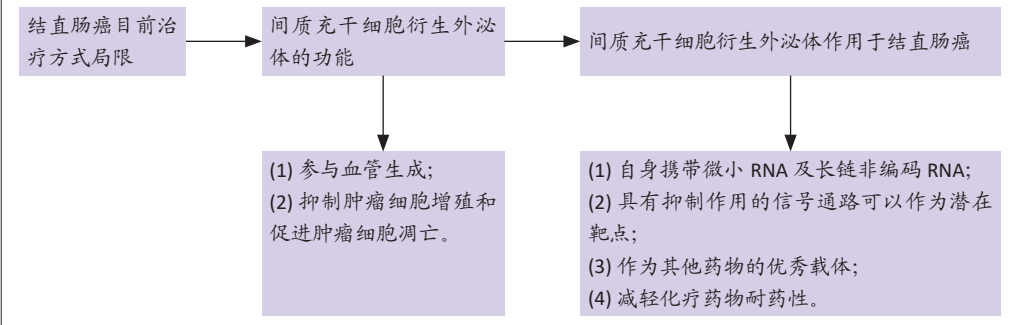 结直肠癌目前治
疗方式局限
间质充干细胞衍生外泌
体的功能
间质充干细胞衍生外泌体作用于结直肠癌
(1) 参与血管生成；
(2) 抑制肿瘤细胞增殖和
促进肿瘤细胞凋亡。
(1) 自身携带微小 RNA 及长链非编码 RNA；
(2) 具有抑制作用的信号通路可以作为潜在
靶点；
(3) 作为其他药物的优秀载体；
(4) 减轻化疗药物耐药性。